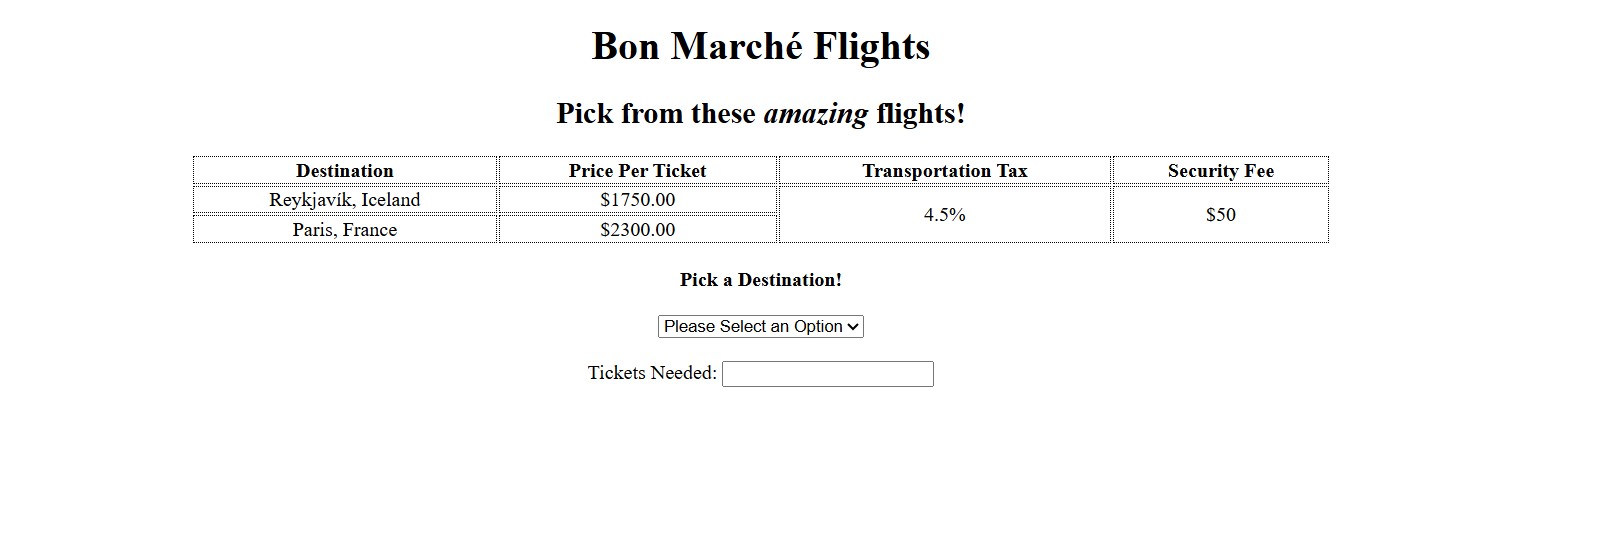 Bon Marché Flights
Pick from these amazing flights!
Destination Price Per Ticket Transportation Tax Security Fee
Reykjavík, Iceland $1750.00 4.5% $50
Paris, France $2300.00
Pick a Destination!
Please Select an Option
Tickets Needed: